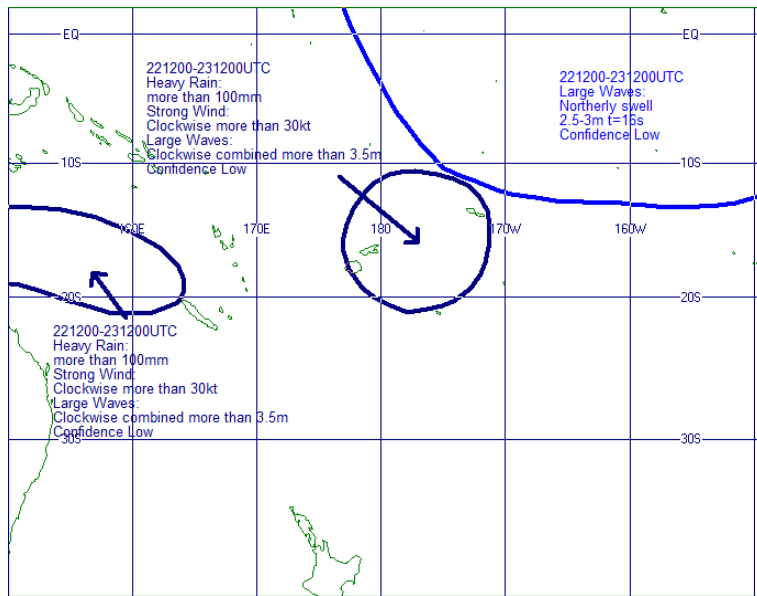 EQ
EQ
221200-231200UTC
Heavy Rain:
more than 100mm
Strong Wind:
Clockwise more than 30kt
Large Waves:
Clockwise combined more than 3.5m
Confidence Low
221200-231200UTC
Large Waves:
Northerly swell
2.5-3m t=16s
Confidence Low
10S
10S
160E
170E
180
170W
160W
20S
20S
221200-231200UTC
Heavy Rain:
more than 100mm
Strong Wind:
Clockwise more than 30kt
Large Waves:
Clockwise combined more than 3.5m
Confidence Low
30S
30S